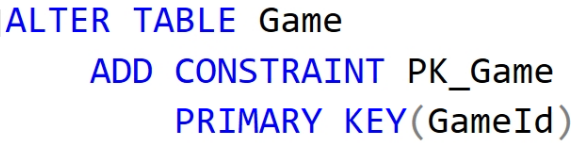 ALTER TABLE Game
ADD CONSTRAINT PK_Game
PRIMARY KEY(GameId)